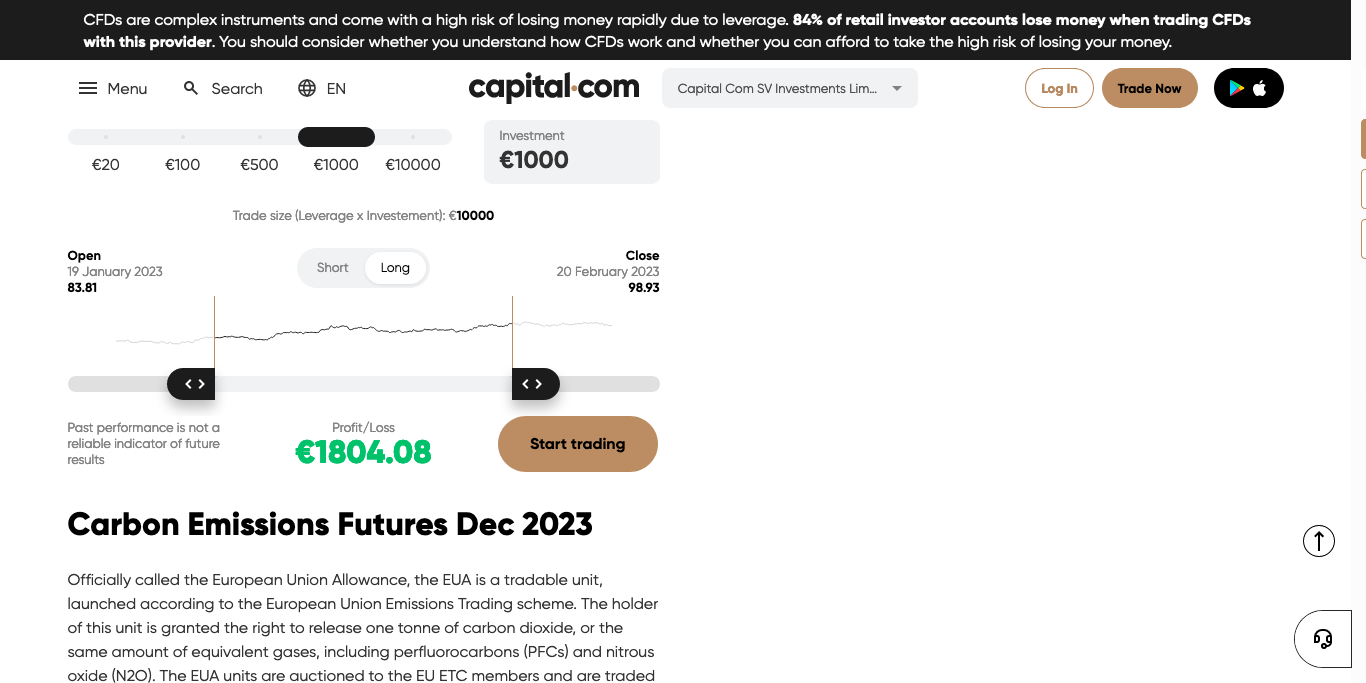 CFDs are complex instruments and come with a high risk of losing money rapidly due to leverage. 84% of retail investor accounts lose money when trading CFDs
with this provider. You should consider whether you understand how CFDs work and whether you can afford to take the high risk of losing your money.
Menu Search EN capital.com Capital Com SV Investments Lim... Log In Trade Now
€20 €100 €500 €1000 €10000
Investment
€1000
Trade size (Leverage x Investement): €10000
Open
19 January 2023
83.81
Short Long
Close
20 February 2023
98.93
Past performance is not a
reliable indicator of future
results
Profit/Loss
€1804.08
Start trading
Carbon Emissions Futures Dec 2023
Officially called the European Union Allowance, the EUA is a tradable unit,
launched according to the European Union Emissions Trading scheme. The holder
of this unit is granted the right to release one tonne of carbon dioxide, or the
same amount of equivalent gases, including perfluorocarbons (PFCs) and nitrous
oxide (N2O). The EUA units are auctioned to the EU ETC members and are traded